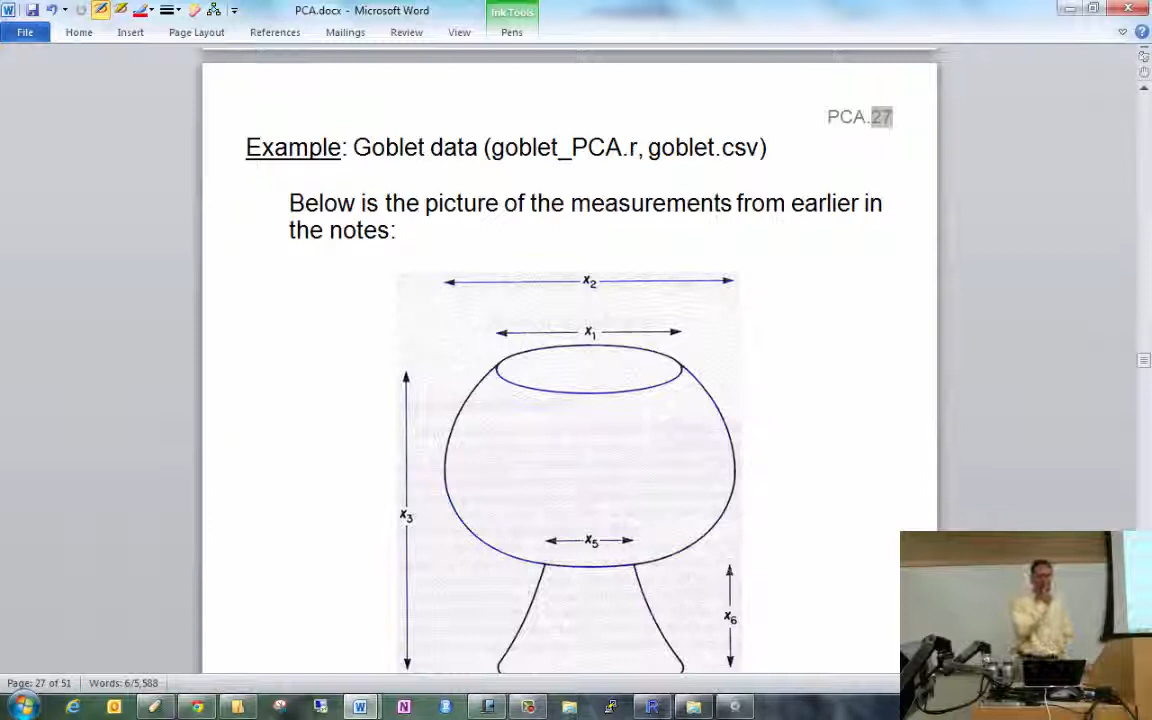 PCA.docx - Microsoft Word
Ink Tools
File Home Insert Page Layout References Mailings Review View Pens
PCA.27
Example: Goblet data (goblet_PCA.r, goblet.csv)
Below is the picture of the measurements from earlier in
the notes:
x2
x1
x3
x5
x6
Page: 27 of 51 Words: 6/5,588